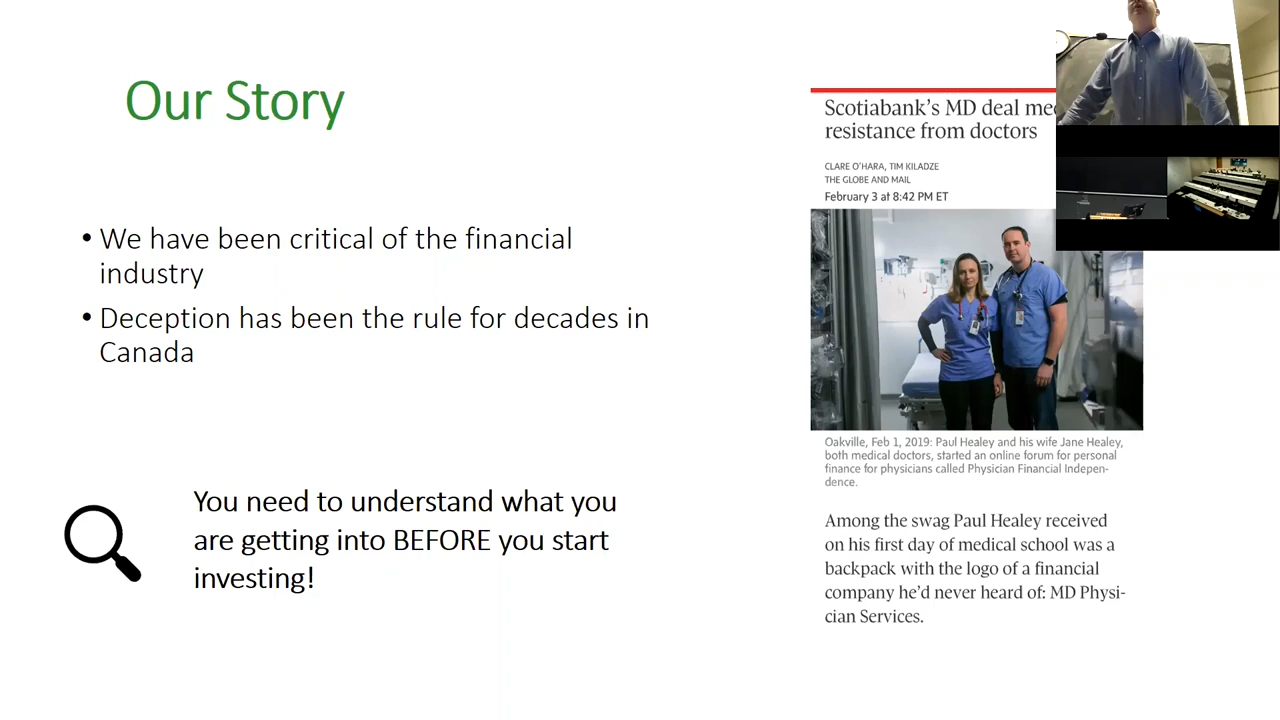 Our Story
• We have been critical of the financial
industry
• Deception has been the rule for decades in
Canada
You need to understand what you
are getting into BEFORE you start
investing!
Scotiabank's MD deal
resistance from doctors
CLARE O'HARA, TIM KILADZE
THE GLOBE AND MAIL
February 3 at 8:42 PM ET
Oakville, Feb 1, 2019: Paul Healey and his wife Jane Healey,
both medical doctors, started an online forum for personal
finance for physicians called Physician Financial Indepen-
dence.
Among the swag Paul Healey received
on his first day of medical school was a
backpack with the logo of a financial
company he'd never heard of: MD Physi-
cian Services.